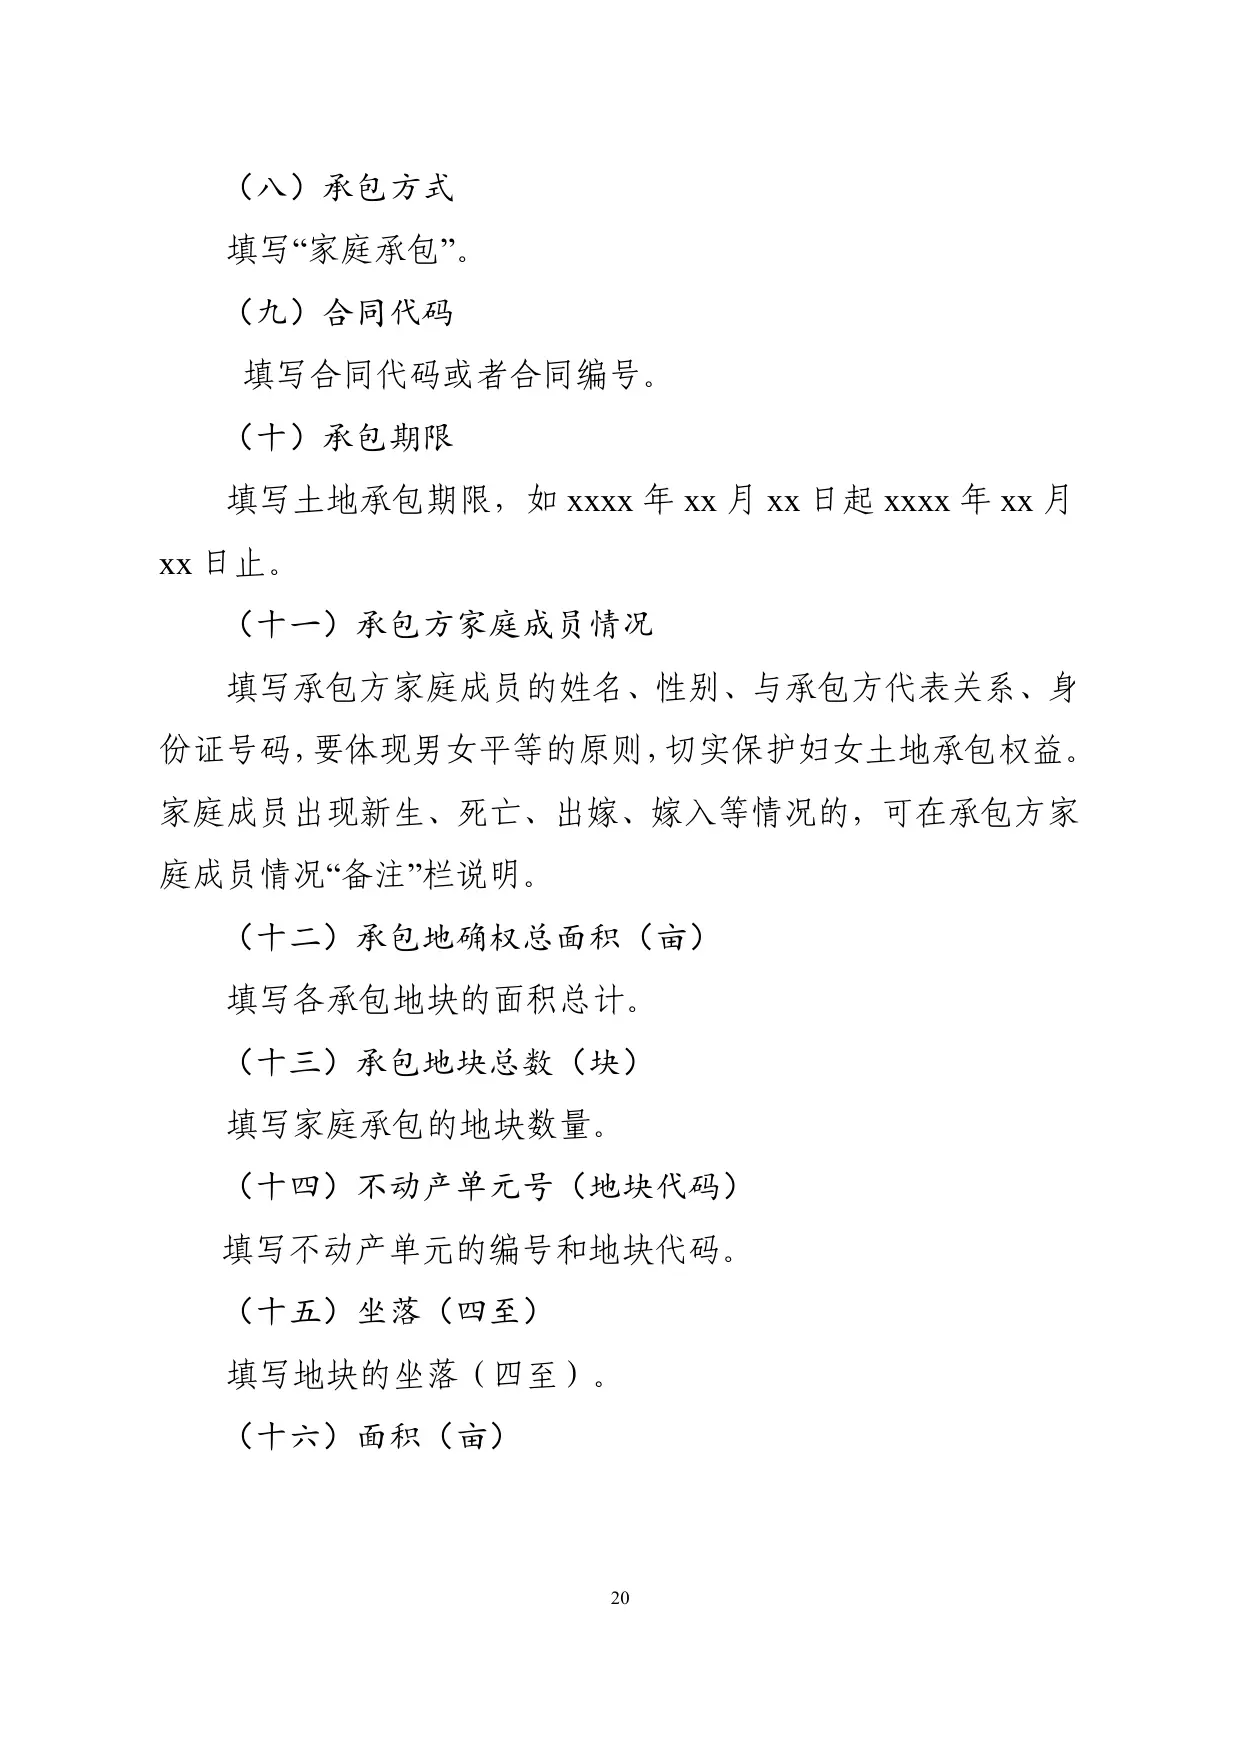 （八）承包方式
填写“家庭承包”。
（九）合同代码
填写合同代码或者合同编号。
（十）承包期限
填写土地承包期限，如 xxxx 年 xx 月 xx 日起 xxxx 年 xx 月
xx 日止。
（十一）承包方家庭成员情况
填写承包方家庭成员的姓名、性别、与承包方代表关系、身
份证号码，要体现男女平等的原则，切实保护妇女土地承包权益。
家庭成员出现新生、死亡、出嫁、嫁入等情况的，可在承包方家
庭成员情况“备注”栏说明。
（十二）承包地确权总面积（亩）
填写各承包地块的面积总计。
（十三）承包地块总数（块）
填写家庭承包的地块数量。
（十四）不动产单元号（地块代码）
填写不动产单元的编号和地块代码。
（十五）坐落（四至）
填写地块的坐落（四至）。
（十六）面积（亩）
20